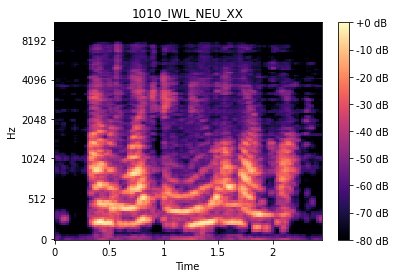 1010_IWL_NEU_XX
+0 dB
8192
-10 dB
4096
-20 dB
-30 dB
2048
Hz
-40 dB
1024
-50 dB
512
-60 dB
-70 dB
0
-80 dB
0 0.5 1 1.5 2
Time